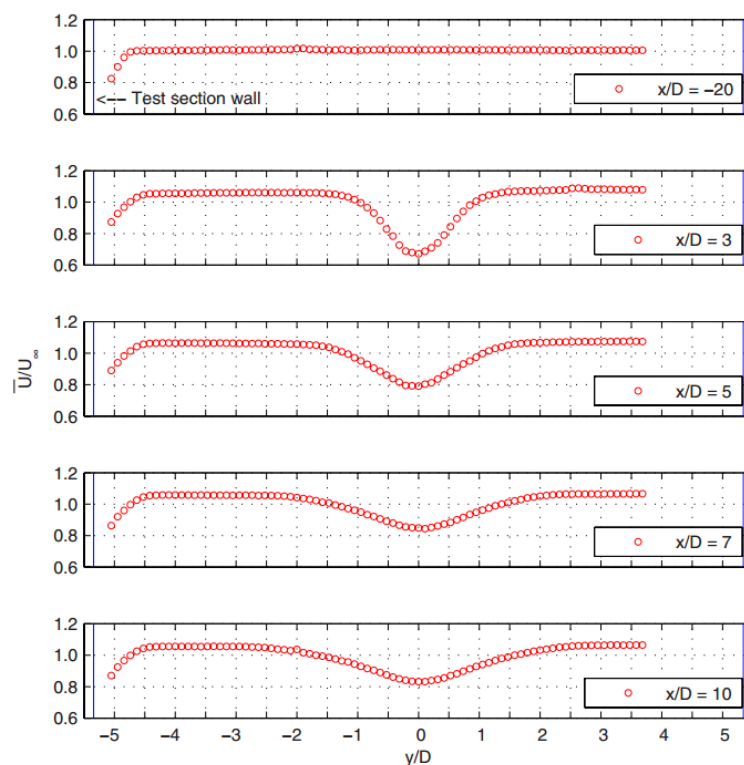 1.2
1.0
0.8
0.6
<-- Test section wall
x/D = -20
1.2
1.0
0.8
0.6
x/D = 3
1.2
1.0
0.8
0.6
x/D = 5
U/U∞
1.2
1.0
0.8
0.6
x/D = 7
1.2
1.0
0.8
0.6
x/D = 10
-5 -4 -3 -2 -1 0 1 2 3 4 5
y/D